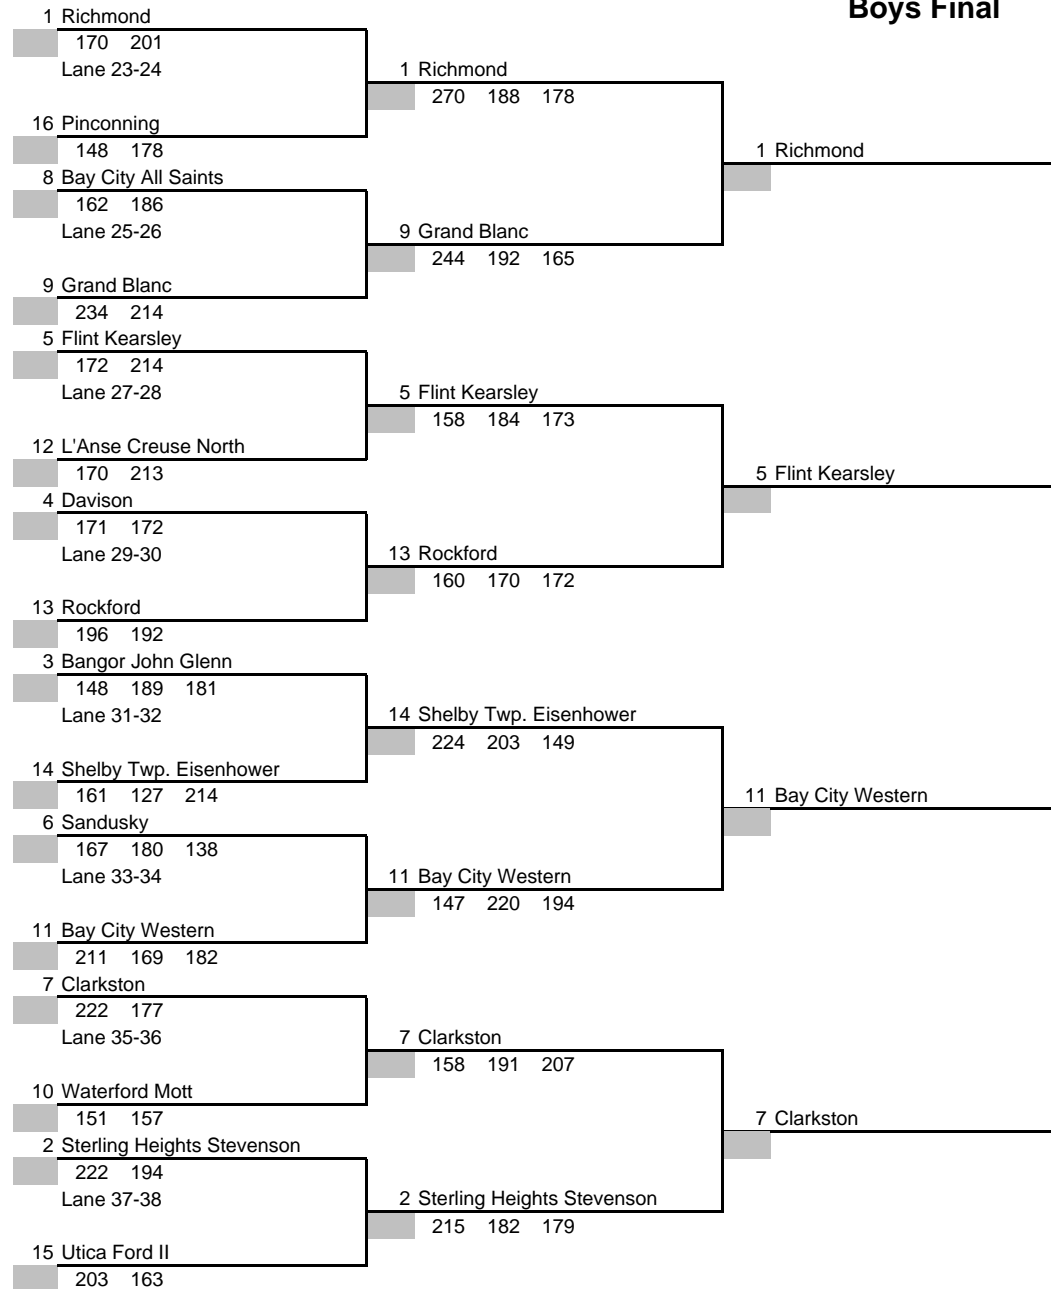 Boys Final
1 Richmond
170 201
Lane 23-24
1 Richmond
270 188 178
16 Pinconning
148 178
1 Richmond
8 Bay City All Saints
162 186
Lane 25-26
9 Grand Blanc
244 192 165
9 Grand Blanc
234 214
5 Flint Kearsley
172 214
Lane 27-28
5 Flint Kearsley
158 184 173
12 L'Anse Creuse North
170 213
5 Flint Kearsley
4 Davison
171 172
Lane 29-30
13 Rockford
160 170 172
13 Rockford
196 192
3 Bangor John Glenn
148 189 181
Lane 31-32
14 Shelby Twp. Eisenhower
224 203 149
14 Shelby Twp. Eisenhower
161 127 214
11 Bay City Western
6 Sandusky
167 180 138
Lane 33-34
11 Bay City Western
147 220 194
11 Bay City Western
211 169 182
7 Clarkston
222 177
Lane 35-36
7 Clarkston
158 191 207
10 Waterford Mott
151 157
7 Clarkston
2 Sterling Heights Stevenson
222 194
Lane 37-38
2 Sterling Heights Stevenson
215 182 179
15 Utica Ford II
203 163